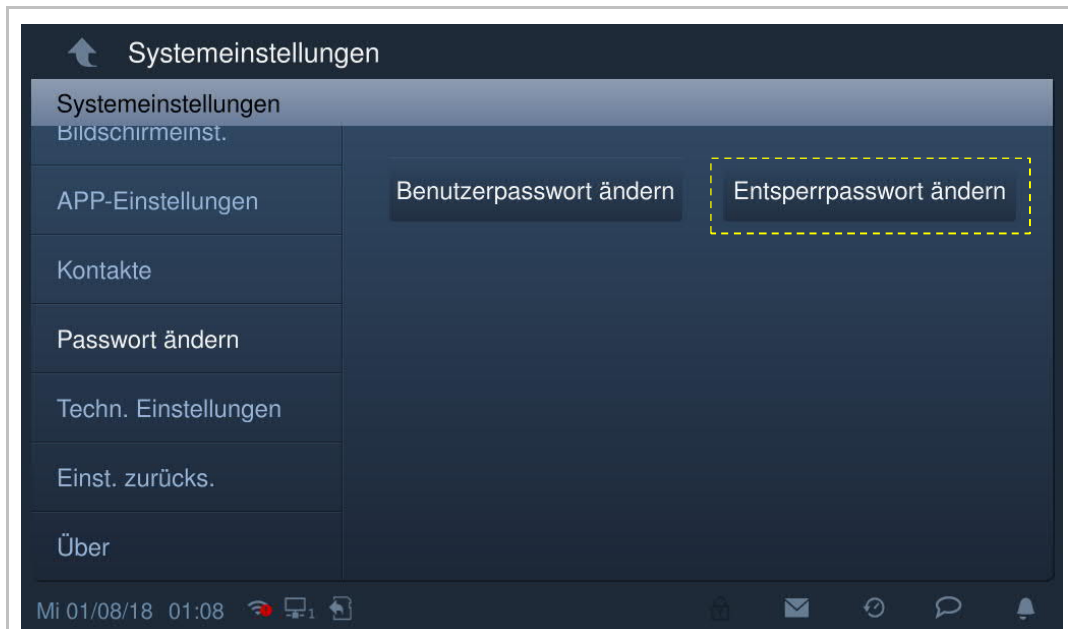 Systemeinstellungen
Systemeinstellungen
Bildschirmeinst.
APP-Einstellungen
Kontakte
Passwort ändern
Techn. Einstellungen
Einst. zurücks.
Über
Benutzerpasswort ändern
Entsperrpasswort ändern
Mi 01/08/18 01:08 1